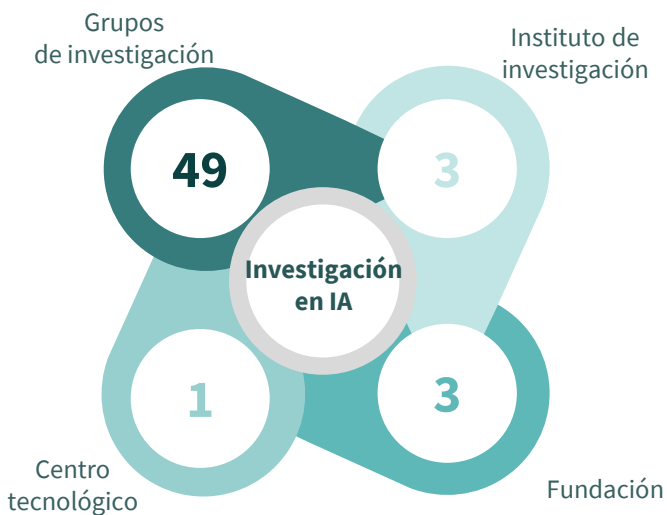 Grupos
de investigación
Instituto de
investigación
49
3
Investigación
en IA
1
3
Centro
tecnológico
Fundación